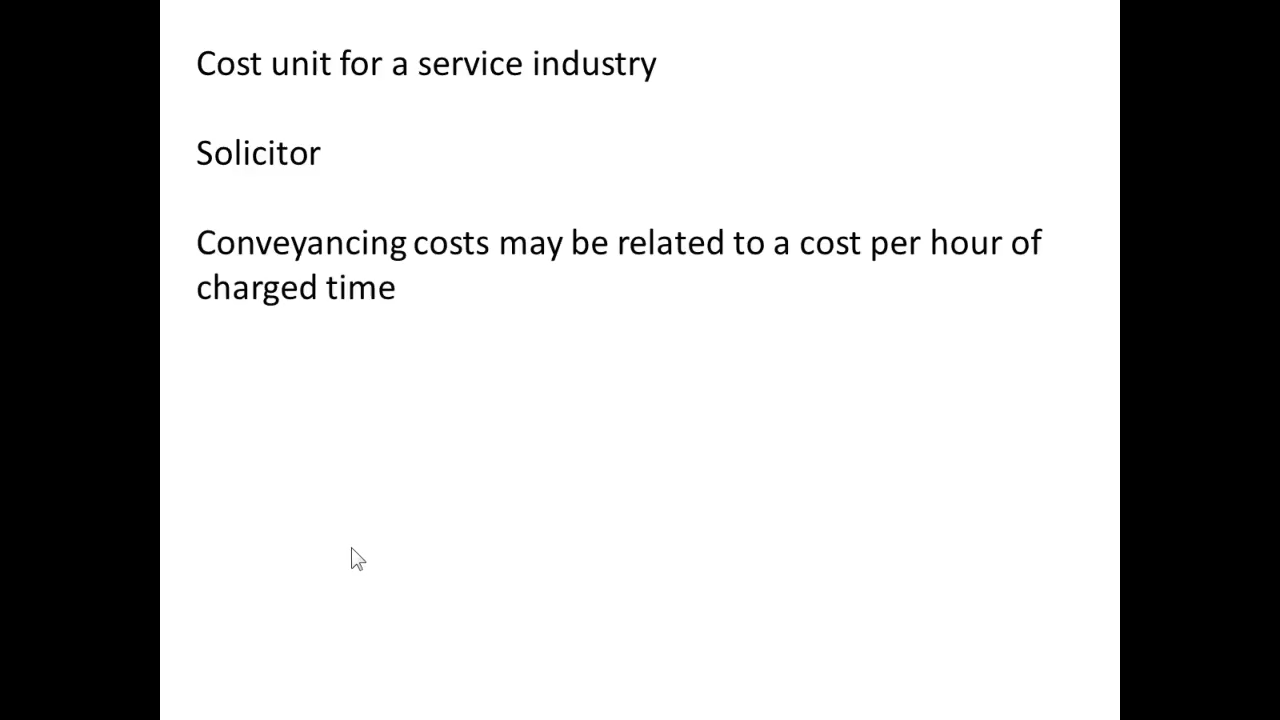 Cost unit for a service industry
Solicitor
Conveyancing costs may be related to a cost per hour of
charged time